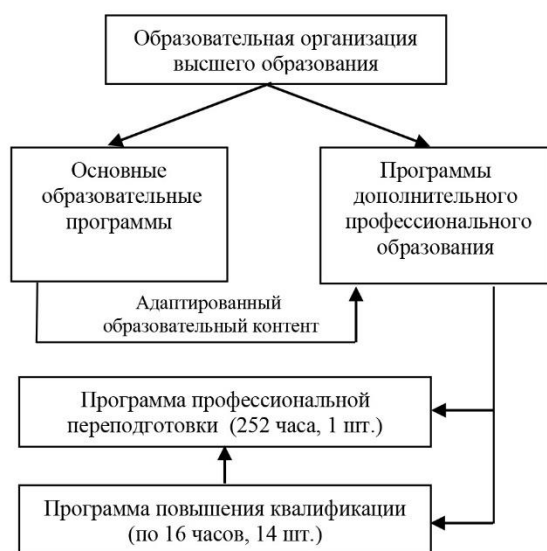 Образовательная организация
высшего образования
Основные
образовательные
программы
Программы
дополнительного
профессионального
образования
Адаптированный
образовательный контент
Программа профессиональной
переподготовки (252 часа, 1 шт.)
Программа повышения квалификации
(по 16 часов, 14 шт.)